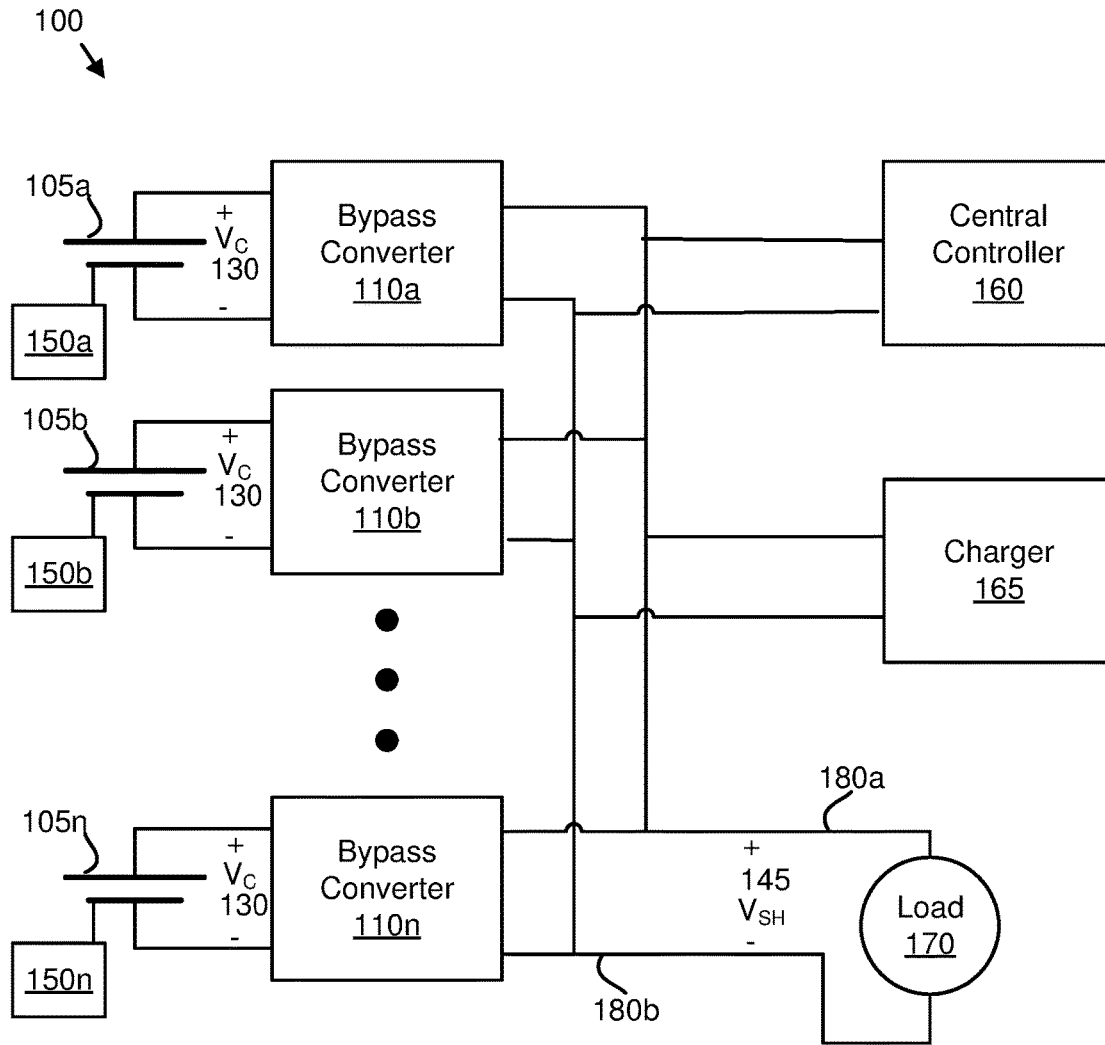 100
105a
+
V_C
130
-
150a
Bypass
Converter
110a
Central
Controller
160
105b
+
V_C
130
-
150b
Bypass
Converter
110b
Charger
165
105n
+
V_C
130
-
150n
Bypass
Converter
110n
180a
+
145
V_SH
-
180b
Load
170